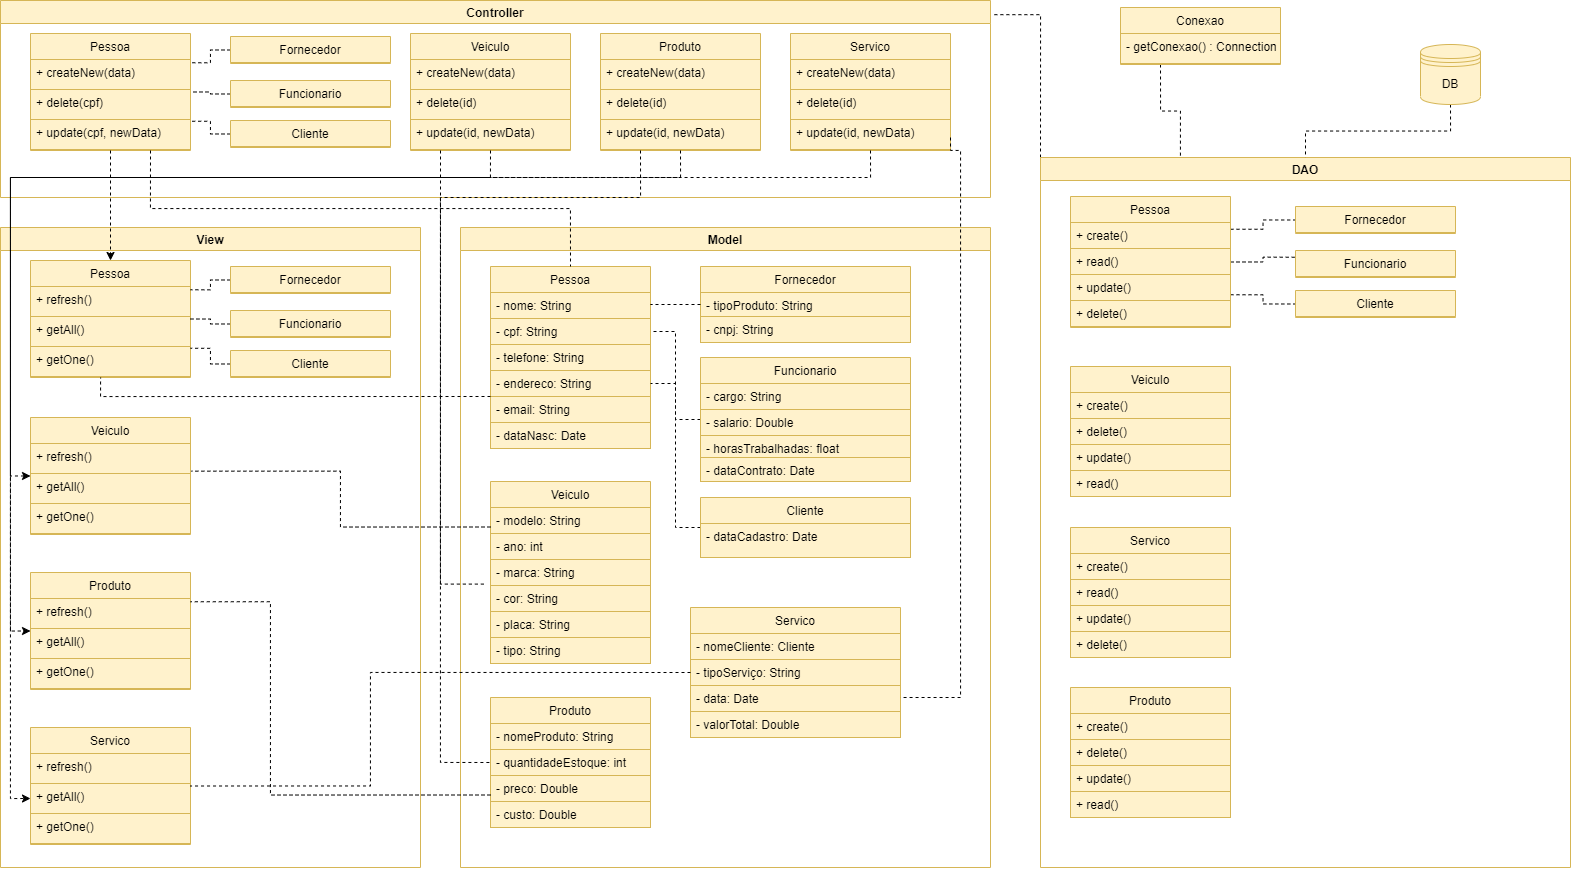 Controller
Pessoa
+ createNew(data)
+ delete(cpf)
+ update(cpf, newData)
Fornecedor
Funcionario
Cliente
Veiculo
+ createNew(data)
+ delete(id)
+ update(id, newData)
Produto
+ createNew(data)
+ delete(id)
+ update(id, newData)
Servico
+ createNew(data)
+ delete(id)
+ update(id, newData)
Conexao
- getConexao() : Connection
DB
View
Pessoa
+ refresh()
+ getAll()
+ getOne()
Fornecedor
Funcionario
Cliente
Veiculo
+ refresh()
+ getAll()
+ getOne()
Produto
+ refresh()
+ getAll()
+ getOne()
Servico
+ refresh()
+ getAll()
+ getOne()
Model
Pessoa
- nome: String
- cpf: String
- telefone: String
- endereco: String
- email: String
- dataNasc: Date
Fornecedor
- tipoProduto: String
- cnpj: String
Funcionario
- cargo: String
- salario: Double
- horasTrabalhadas: float
- dataContrato: Date
Cliente
- dataCadastro: Date
Veiculo
- modelo: String
- ano: int
- marca: String
- cor: String
- placa: String
- tipo: String
Servico
- nomeCliente: Cliente
- tipoServiço: String
- data: Date
- valorTotal: Double
Produto
- nomeProduto: String
- quantidadeEstoque: int
- preco: Double
- custo: Double
DAO
Pessoa
+ create()
+ read()
+ update()
+ delete()
Fornecedor
Funcionario
Cliente
Veiculo
+ create()
+ delete()
+ update()
+ read()
Servico
+ create()
+ read()
+ update()
+ delete()
Produto
+ create()
+ delete()
+ update()
+ read()